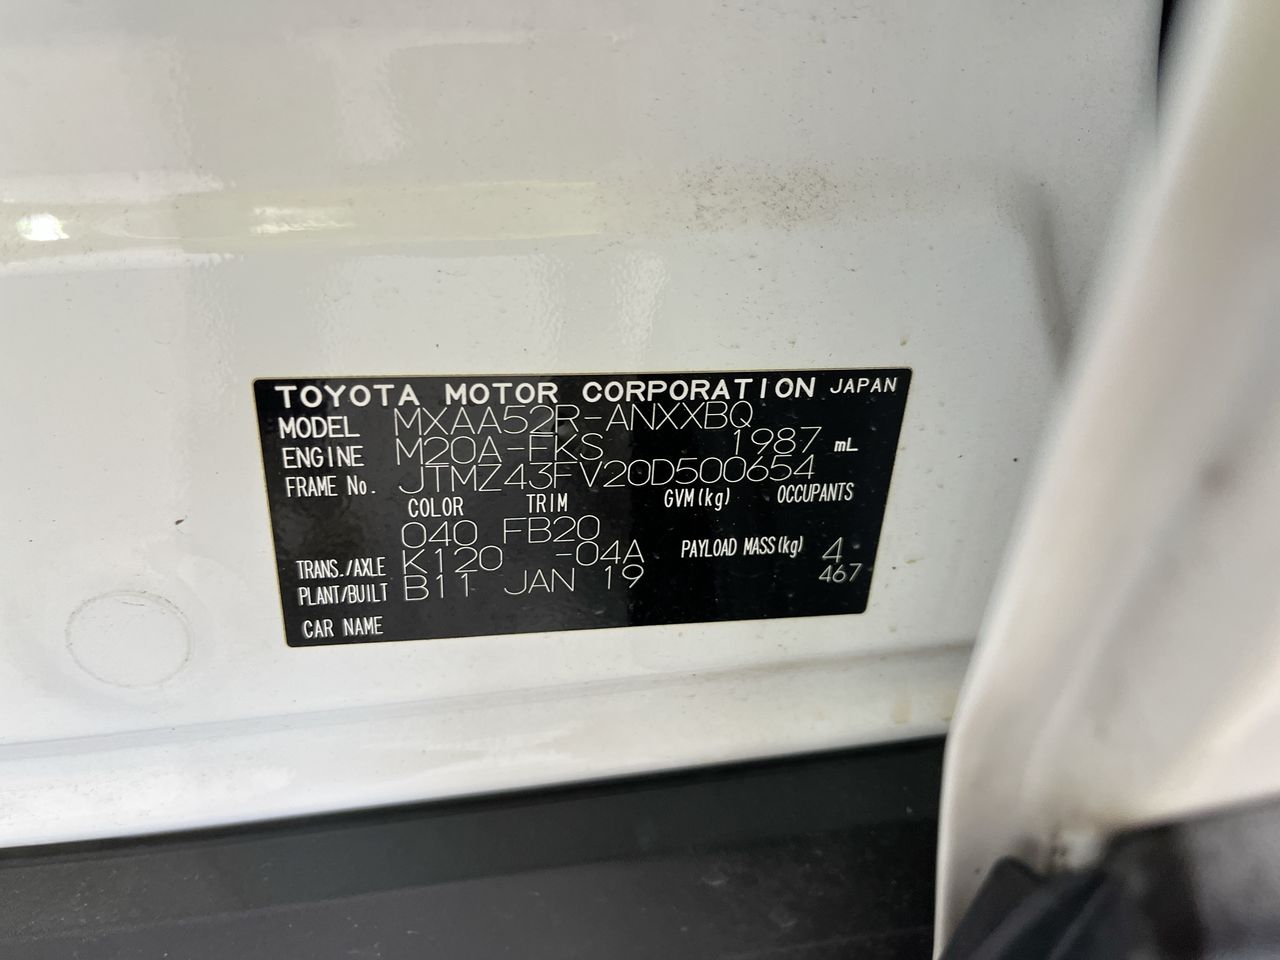 TOYOTA MOTOR CORPORATION JAPAN
MODEL MXAA52R-ANXXBQ
ENGINE M20A-FKS 1987 mL
FRAME No. JTMZ43FV20D500654
COLOR TRIM GVM(kg) OCCUPANTS
040 FB20
TRANS./AXLE K120 -04A PAYLOAD MASS(kg) 4
PLANT/BUILT B11 JAN 19 467
CAR NAME